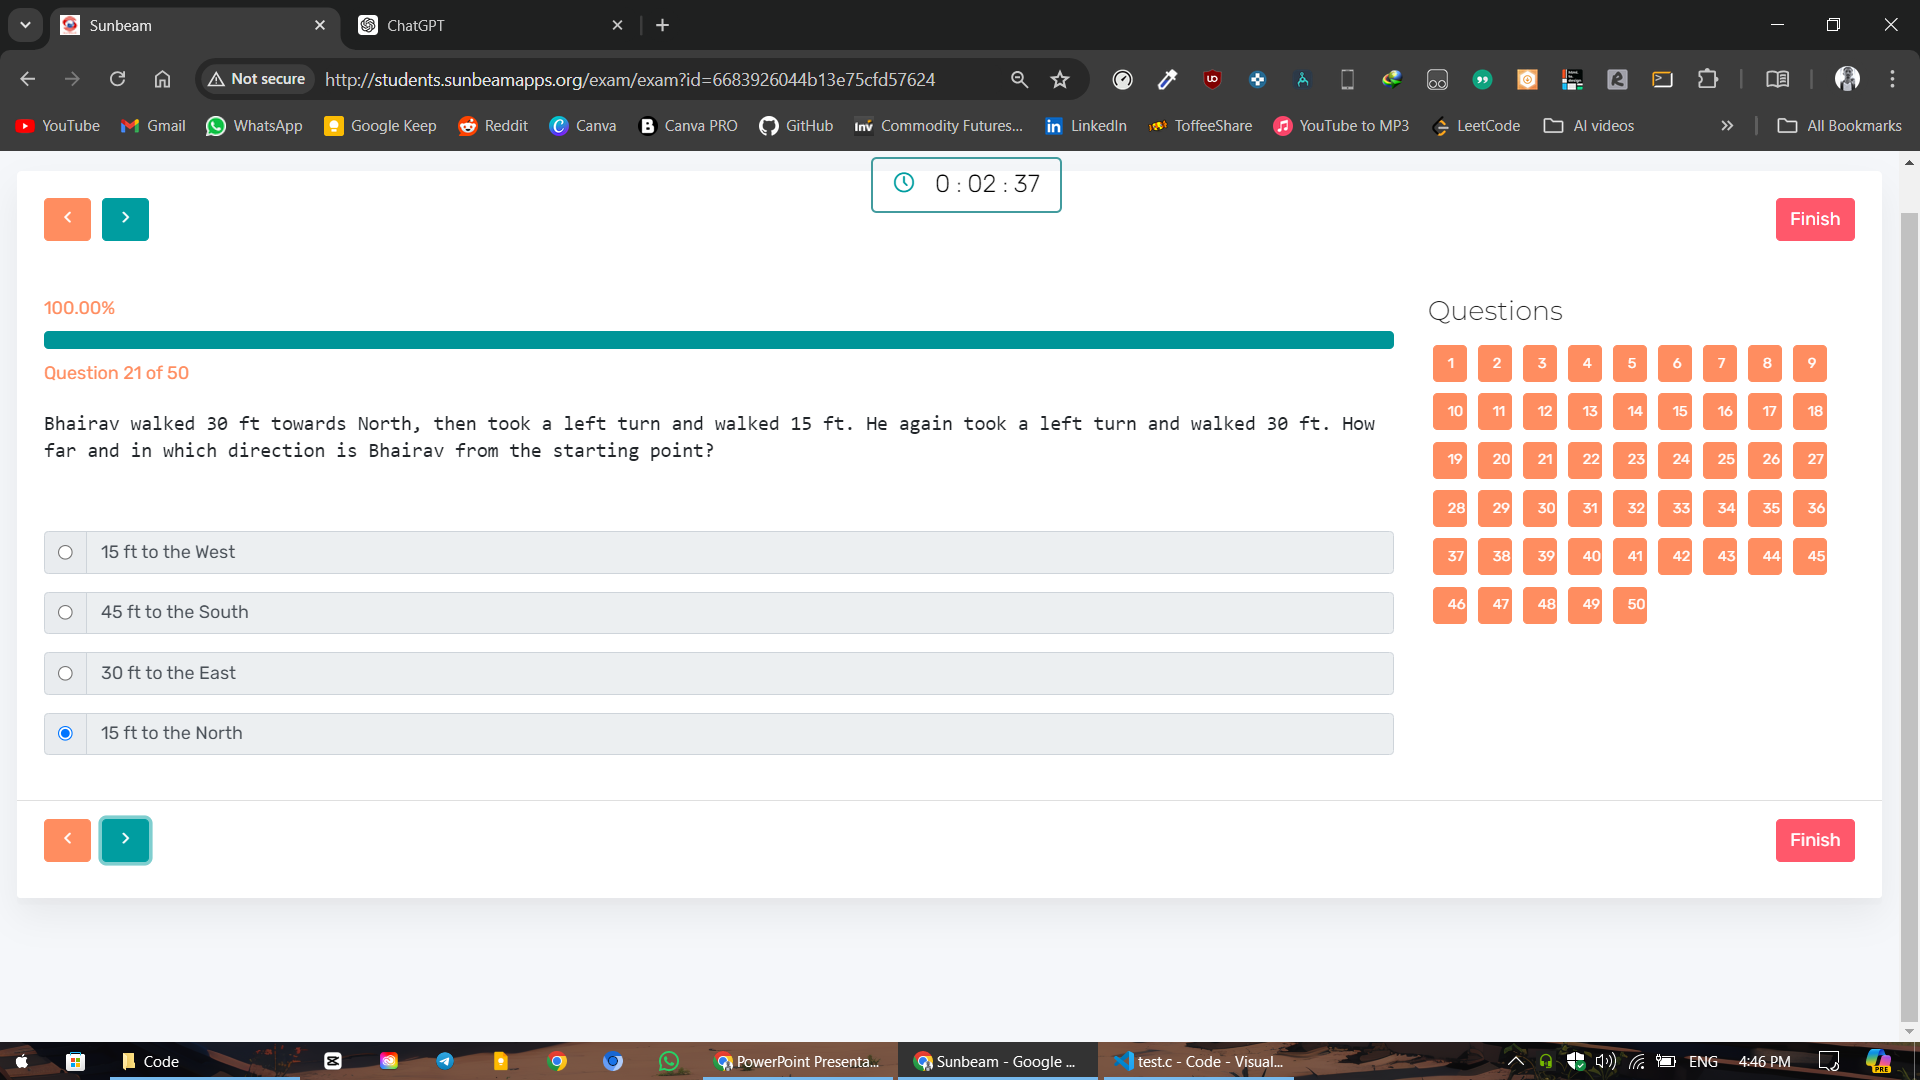 Sunbeam
ChatGPT
Not secure
http://students.sunbeamapps.org/exam/exam?id=6683926044b13e75cfd57624
YouTube
Gmail
WhatsApp
Google Keep
Reddit
Canva
Canva PRO
GitHub
Inv Commodity Futures...
LinkedIn
ToffeeShare
YouTube to MP3
LeetCode
AI videos
All Bookmarks
0 : 02 : 37
Finish
100.00%
Question 21 of 50
Bhairav walked 30 ft towards North, then took a left turn and walked 15 ft. He again took a left turn and walked 30 ft. How
far and in which direction is Bhairav from the starting point?
15 ft to the West
45 ft to the South
30 ft to the East
15 ft to the North
Questions
1 2 3 4 5 6 7 8 9
10 11 12 13 14 15 16 17 18
19 20 21 22 23 24 25 26 27
28 29 30 31 32 33 34 35 36
37 38 39 40 41 42 43 44 45
46 47 48 49 50
Finish
Code
PowerPoint Presenta...
Sunbeam - Google ...
test.c - Code - Visual...
ENG
4:46 PM
PRE